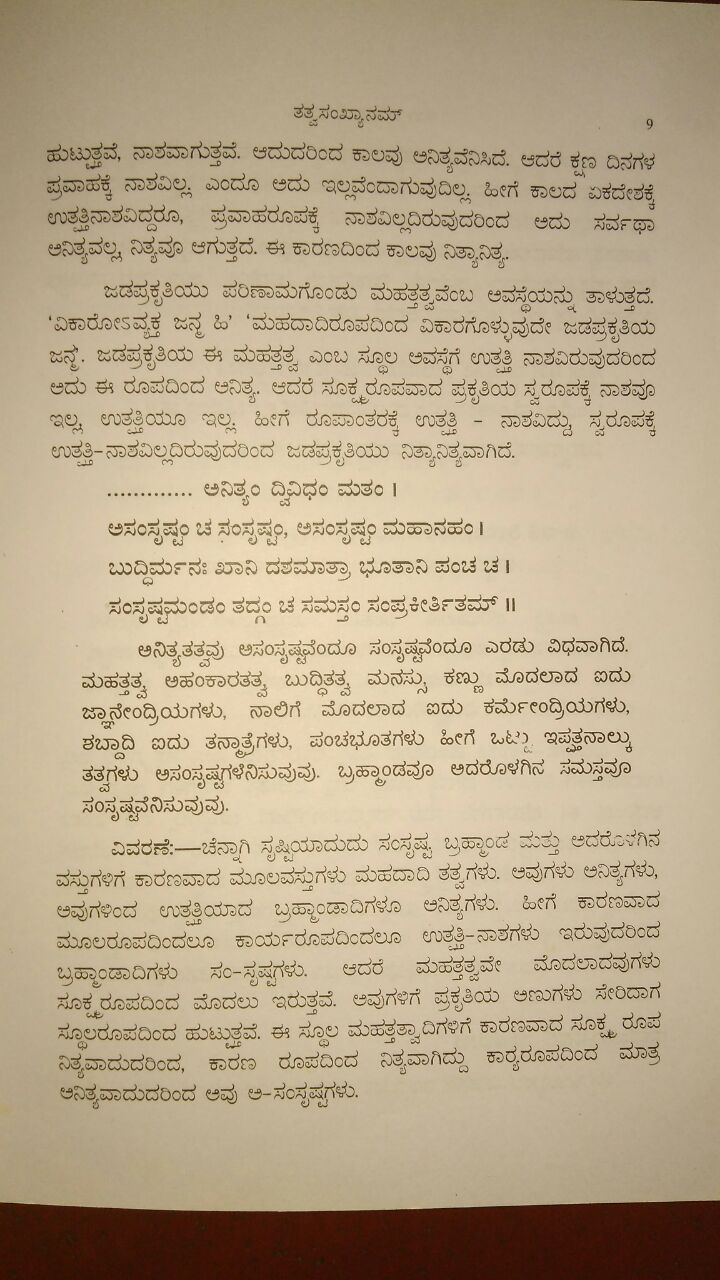 ತತ್ವಸಂಖ್ಯಾನಮ್
9
ಹುಟ್ಟುತ್ತವೆ, ನಾಶವಾಗುತ್ತವೆ. ಆದುದರಿಂದ ಕಾಲವು ಅನಿತ್ಯವೆನಿಸಿದೆ. ಆದರೆ ಕ್ಷಣ ದಿನಗಳ
ಪ್ರವಾಹಕ್ಕೆ ನಾಶವಿಲ್ಲ. ಎಂದೂ ಅದು ಇಲ್ಲವೆಂದಾಗುವುದಿಲ್ಲ. ಹೀಗೆ ಕಾಲದ ಏಕದೇಶಕ್ಕೆ
ಉತ್ಪತ್ತಿನಾಶವಿದ್ದರೂ, ಪ್ರವಾಹರೂಪಕ್ಕೆ ನಾಶವಿಲ್ಲದಿರುವುದರಿಂದ ಅದು ಸರ್ವಥಾ
ಅನಿತ್ಯವಲ್ಲ, ನಿತ್ಯವೂ ಆಗುತ್ತದೆ. ಈ ಕಾರಣದಿಂದ ಕಾಲವು ನಿತ್ಯಾನಿತ್ಯ.
ಜಡಪ್ರಕೃತಿಯು ಪರಿಣಾಮಗೊಂಡು ಮಹತ್ತತ್ವವೆಂಬ ಅವಸ್ಥೆಯನ್ನು ತಾಳುತ್ತದೆ.
‘ವಿಕಾರೋಽವ್ಯಕ್ತ ಜನ್ಮ ಹಿ’ ‘ಮಹದಾದಿರೂಪದಿಂದ ವಿಕಾರಗೊಳ್ಳುವುದೇ ಜಡಪ್ರಕೃತಿಯ
ಜನ್ಮ’. ಜಡಪ್ರಕೃತಿಯ ಈ ಮಹತ್ತತ್ವ ಎಂಬ ಸ್ಥೂಲ ಅವಸ್ಥೆಗೆ ಉತ್ಪತ್ತಿ ನಾಶವಿರುವುದರಿಂದ
ಅದು ಈ ರೂಪದಿಂದ ಅನಿತ್ಯ. ಆದರೆ ಸೂಕ್ಷ್ಮರೂಪವಾದ ಪ್ರಕೃತಿಯ ಸ್ವರೂಪಕ್ಕೆ ನಾಶವೂ
ಇಲ್ಲ, ಉತ್ಪತ್ತಿಯೂ ಇಲ್ಲ. ಹೀಗೆ ರೂಪಾಂತರಕ್ಕೆ ಉತ್ಪತ್ತಿ - ನಾಶವಿದ್ದು ಸ್ವರೂಪಕ್ಕೆ
ಉತ್ಪತ್ತಿ-ನಾಶವಿಲ್ಲದಿರುವುದರಿಂದ ಜಡಪ್ರಕೃತಿಯು ನಿತ್ಯಾನಿತ್ಯವಾಗಿದೆ.
............. ಅನಿತ್ಯಂ ದ್ವಿವಿಧಂ ಮತಂ ।
ಅಸಂಸೃಷ್ಟಂ ಚ ಸಂಸೃಷ್ಟಂ, ಅಸಂಸೃಷ್ಟಂ ಮಹಾನಹಂ ।
ಬುದ್ಧಿರ್ಮನಃ ಖಾನಿ ದಶಮಾತ್ರಾ ಭೂತಾನಿ ಪಂಚ ಚ ।
ಸಂಸೃಷ್ಟಮಂಡಂ ತದ್ಗಂ ಚ ಸಮಸ್ತಂ ಸಂಪ್ರಕೀರ್ತಿತಮ್ ॥
ಅನಿತ್ಯತತ್ವವು ಅಸಂಸೃಷ್ಟವೆಂದೂ ಸಂಸೃಷ್ಟವೆಂದೂ ಎರಡು ವಿಧವಾಗಿದೆ.
ಮಹತ್ತತ್ವ ಅಹಂಕಾರತತ್ವ ಬುದ್ಧಿತತ್ವ ಮನಸ್ಸು ಕಣ್ಣು ಮೊದಲಾದ ಐದು
ಜ್ಞಾನೇಂದ್ರಿಯಗಳು, ನಾಲಿಗೆ ಮೊದಲಾದ ಐದು ಕರ್ಮೇಂದ್ರಿಯಗಳು,
ಶಬ್ದಾದಿ ಐದು ತನ್ಮಾತ್ರೆಗಳು, ಪಂಚಭೂತಗಳು ಹೀಗೆ ಒಟ್ಟು ಇಪ್ಪತ್ತನಾಲ್ಕು
ತತ್ವಗಳು ಅಸಂಸೃಷ್ಟಗಳೆನಿಸುವುವು. ಬ್ರಹ್ಮಾಂಡವೂ ಅದರೊಳಗಿನ ಸಮಸ್ತವೂ
ಸಂಸೃಷ್ಟವೆನಿಸುವುವು.
ವಿವರಣೆ:—ಚೆನ್ನಾಗಿ ಸೃಷ್ಟಿಯಾದುದು ಸಂಸೃಷ್ಟ. ಬ್ರಹ್ಮಾಂಡ ಮತ್ತು ಅದರೊಳಗಿನ
ವಸ್ತುಗಳಿಗೆ ಕಾರಣವಾದ ಮೂಲವಸ್ತುಗಳು ಮಹದಾದಿ ತತ್ವಗಳು. ಅವುಗಳು ಅನಿತ್ಯಗಳು,
ಅವುಗಳಿಂದ ಉತ್ಪತ್ತಿಯಾದ ಬ್ರಹ್ಮಾಂಡಾದಿಗಳೂ ಅನಿತ್ಯಗಳು. ಹೀಗೆ ಕಾರಣವಾದ
ಮೂಲರೂಪದಿಂದಲೂ ಕಾರ್ಯರೂಪದಿಂದಲೂ ಉತ್ಪತ್ತಿ-ನಾಶಗಳು ಇರುವುದರಿಂದ
ಬ್ರಹ್ಮಾಂಡಾದಿಗಳು ಸಂ-ಸೃಷ್ಟಗಳು. ಆದರೆ ಮಹತ್ತತ್ವವೇ ಮೊದಲಾದವುಗಳು
ಸೂಕ್ಷ್ಮರೂಪದಿಂದ ಮೊದಲು ಇರುತ್ತವೆ. ಅವುಗಳಿಗೆ ಪ್ರಕೃತಿಯ ಅಣುಗಳು ಸೇರಿದಾಗ
ಸ್ಥೂಲರೂಪದಿಂದ ಹುಟ್ಟುತ್ತವೆ. ಈ ಸ್ಥೂಲ ಮಹತ್ತತ್ವಾದಿಗಳಿಗೆ ಕಾರಣವಾದ ಸೂಕ್ಷ್ಮ ರೂಪ
ನಿತ್ಯವಾದುದರಿಂದ, ಕಾರಣ ರೂಪದಿಂದ ನಿತ್ಯವಾಗಿದ್ದು ಕಾರ್‍ಯರೂಪದಿಂದ ಮಾತ್ರ
ಅನಿತ್ಯವಾದುದರಿಂದ ಅವು ಅ-ಸಂಸೃಷ್ಟಗಳು.